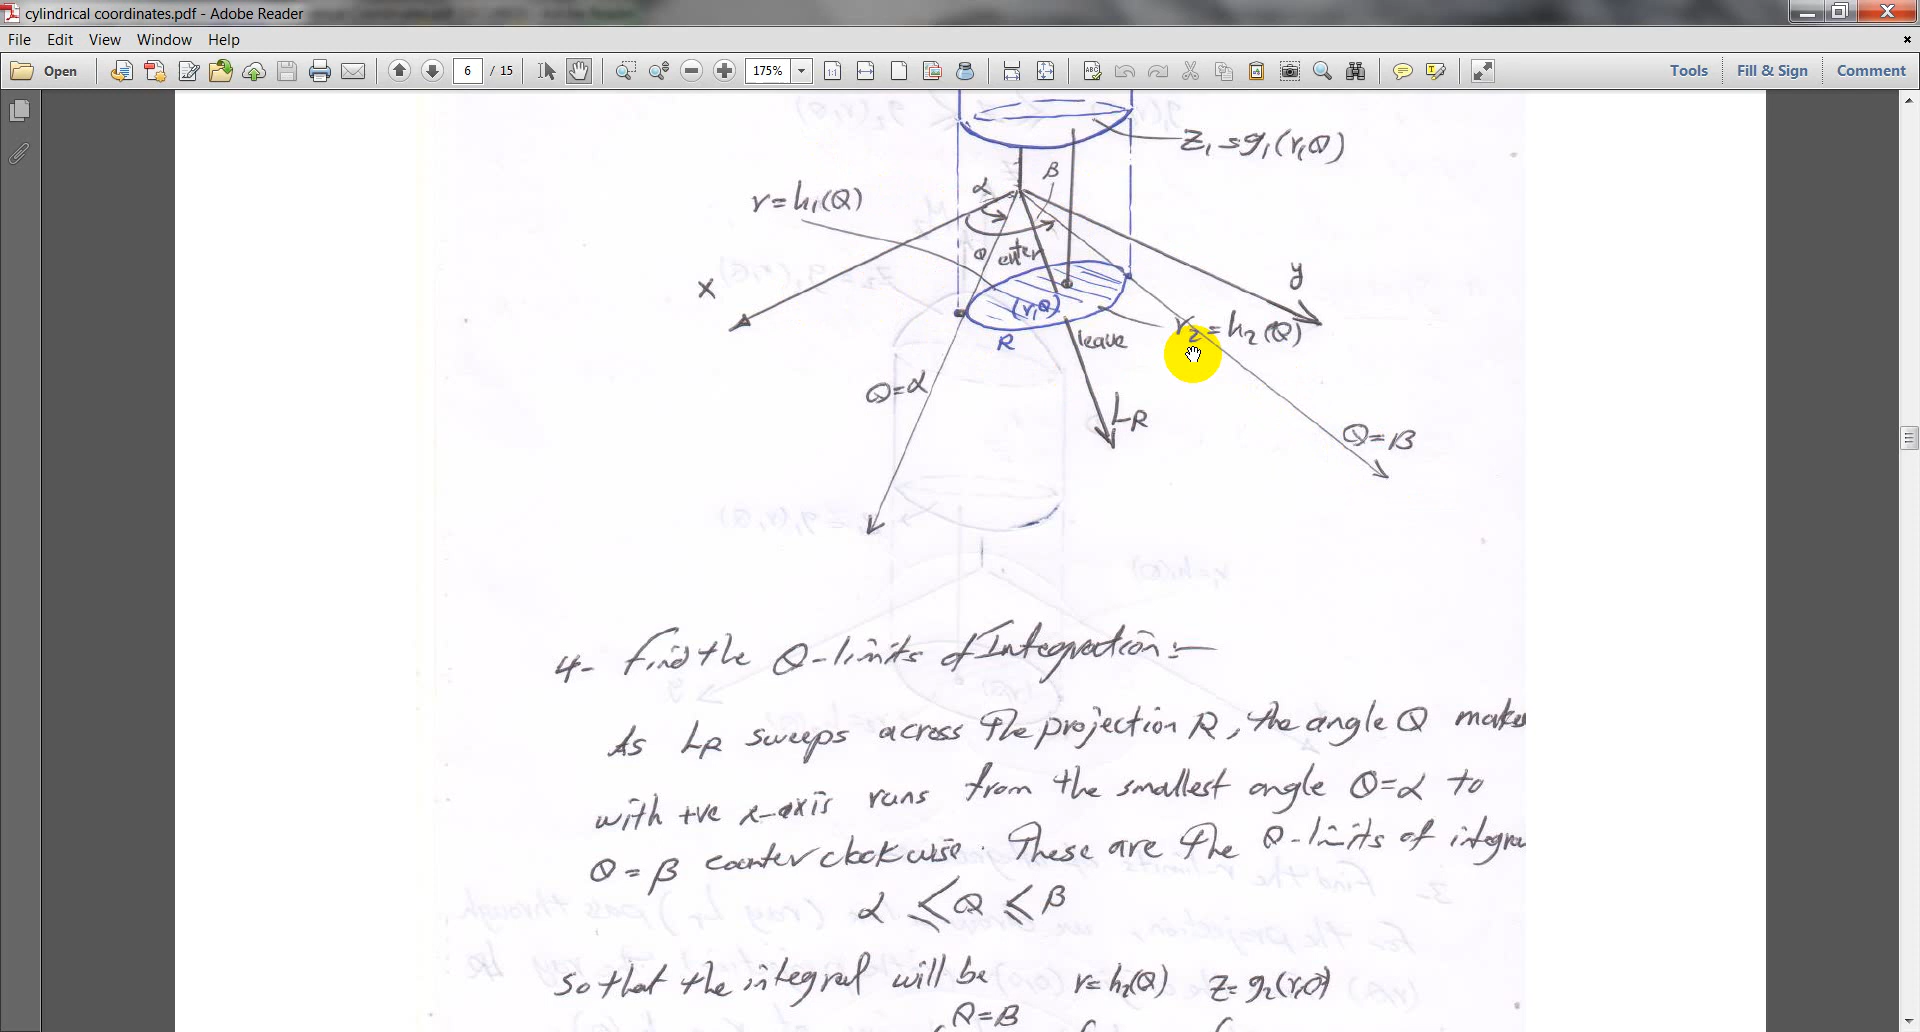 cylindrical coordinates.pdf - Adobe Reader
File Edit View Window Help
Open 6 / 15 175% Tools Fill & Sign Comment
Z₁ = g₁(r,Q)
β
α
r = h₁(Q)
Q enter
x
y
(r,Q)
r₂ = h₂(Q)
R
leave
Q=α
LR
Q=β
4- Find the Q-limits of Integration:-
As LR sweeps across the projection R, the angle Q makes
with +ve x-axis runs from the smallest angle Q=α to
Q=β counter clockwise. These are the Q-limits of integra
α ≤ Q ≤ β
so that the integral will be r=h₂(Q) Z=g₂(r,Q)
Q=β